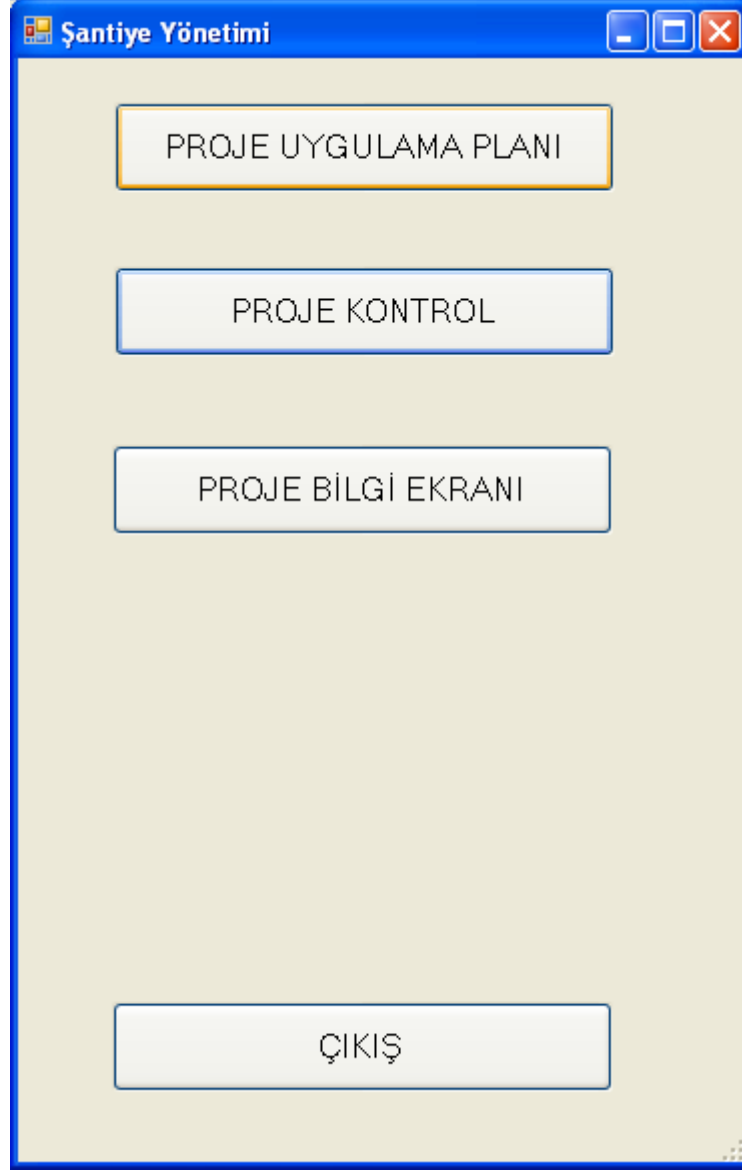 Şantiye Yönetimi
PROJE UYGULAMA PLANI
PROJE KONTROL
PROJE BİLGİ EKRANI
ÇIKIŞ